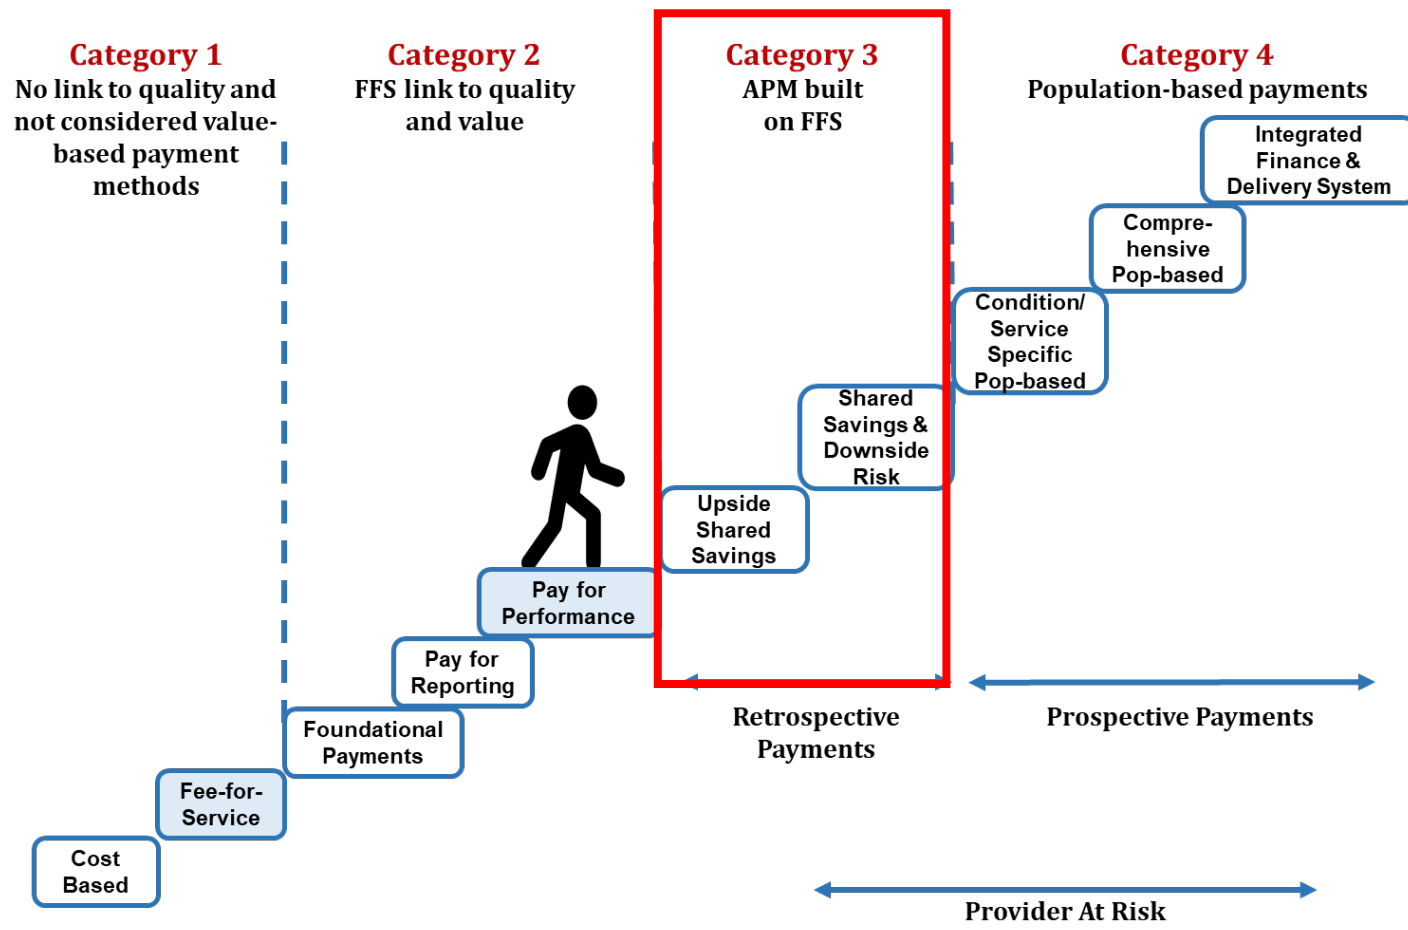 Category 1
No link to quality and
not considered value-
based payment
methods
Category 2
FFS link to quality
and value
Category 3
APM built
on FFS
Category 4
Population-based payments
Integrated
Finance &
Delivery System
Compre-
hensive
Pop-based
Condition/
Service
Specific
Pop-based
Shared
Savings &
Downside
Risk
Upside
Shared
Savings
Pay for
Performance
Pay for
Reporting
Foundational
Payments
Fee-for-
Service
Cost
Based
Retrospective
Payments
Prospective Payments
Provider At Risk